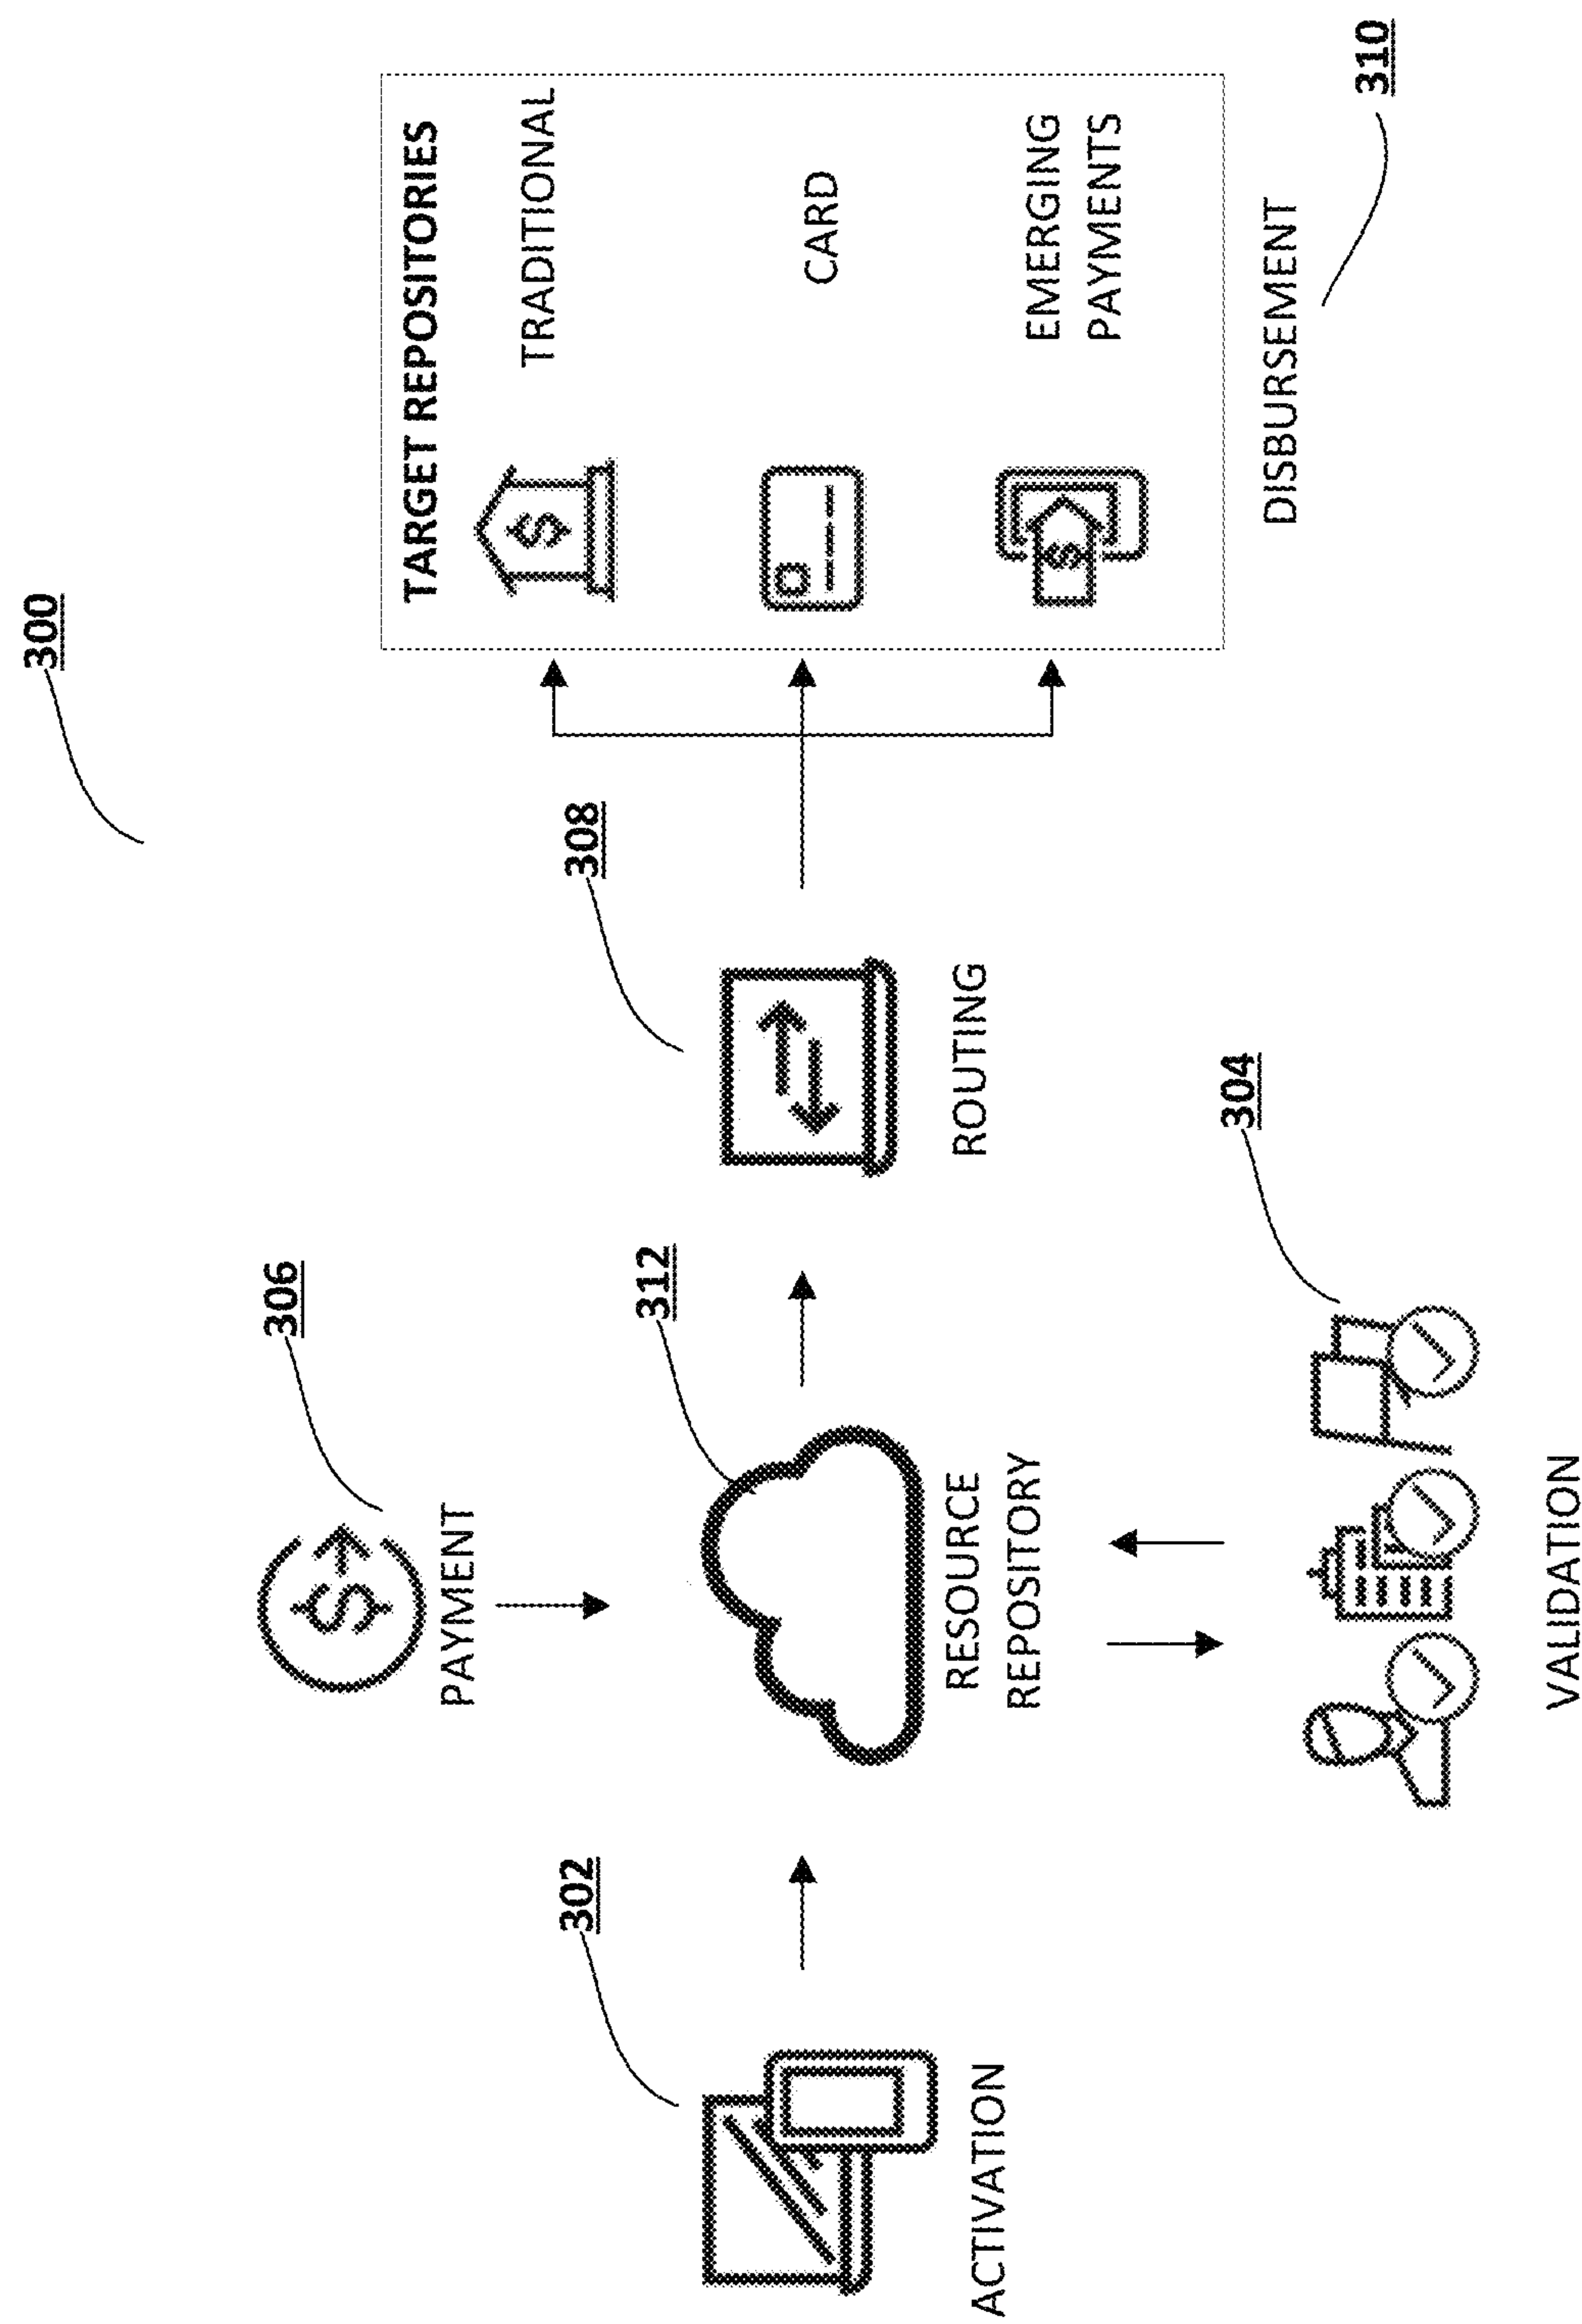 300
TARGET REPOSITORIES
TRADITIONAL
CARD
EMERGING
PAYMENTS
DISBURSEMENT
310
308
ROUTING
306
PAYMENT
312
RESOURCE
REPOSITORY
304
VALIDATION
302
ACTIVATION